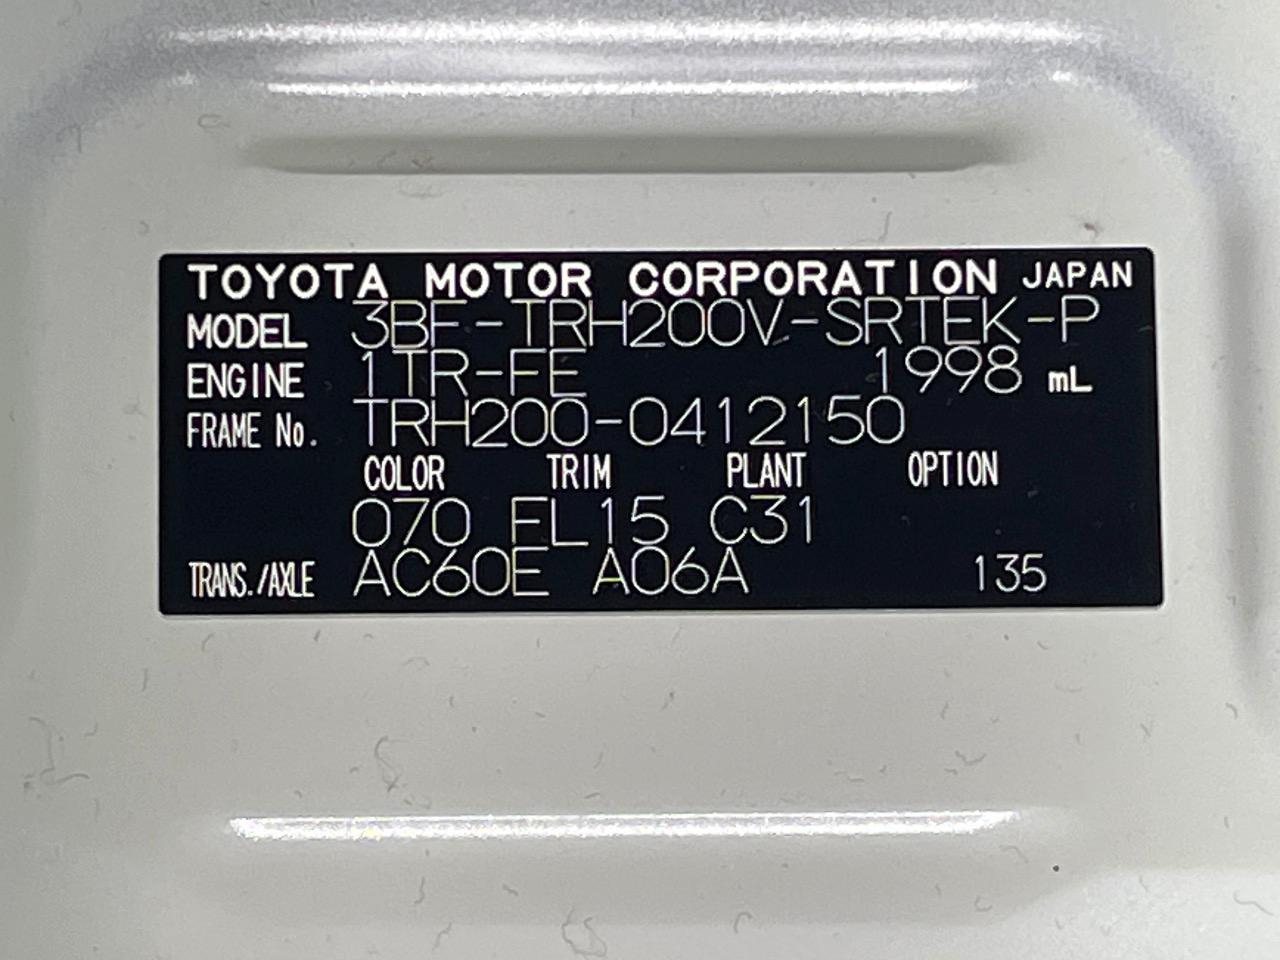 TOYOTA MOTOR CORPORATION JAPAN
MODEL 3BF-TRH200V-SRTEK-P
ENGINE 1TR-FE 1998 mL
FRAME No. TRH200-0412150
COLOR TRIM PLANT OPTION
070 FL15 C31
TRANS./AXLE AC60E A06A 135